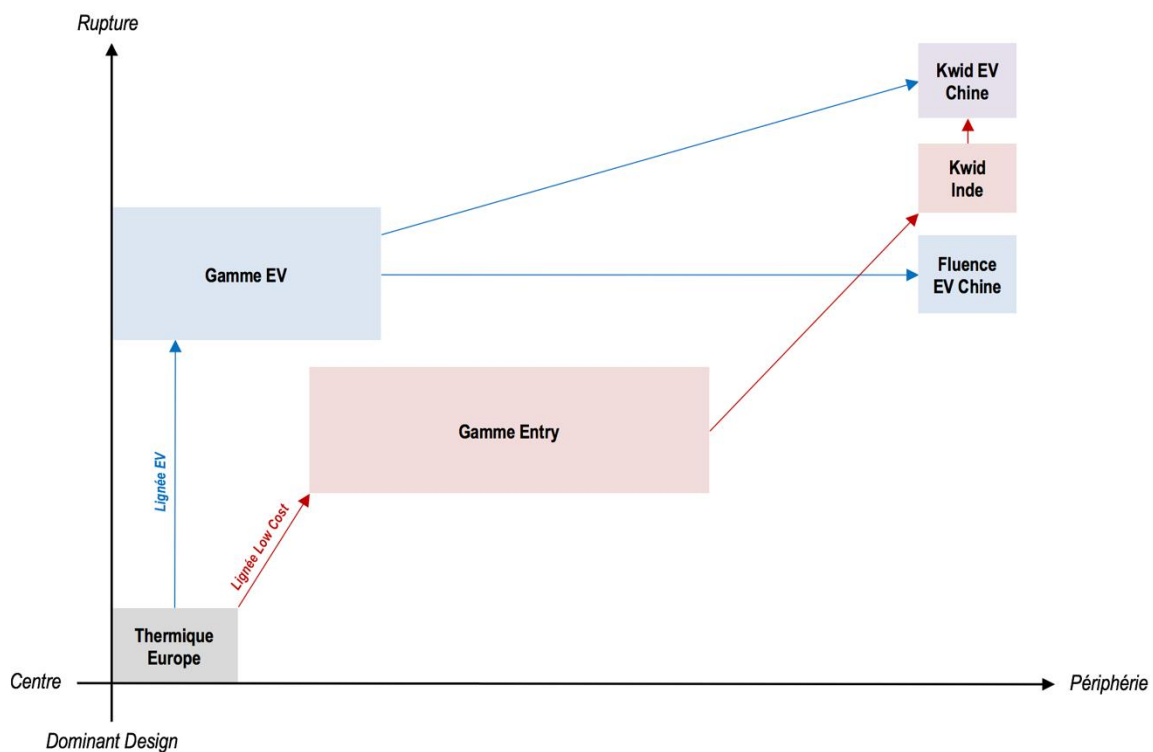 Rupture
Kwid EV
Chine
Kwid
Inde
Gamme EV
Fluence
EV Chine
Gamme Entry
Lignée EV
Lignée Low Cost
Thermique
Europe
Centre
Périphérie
Dominant Design